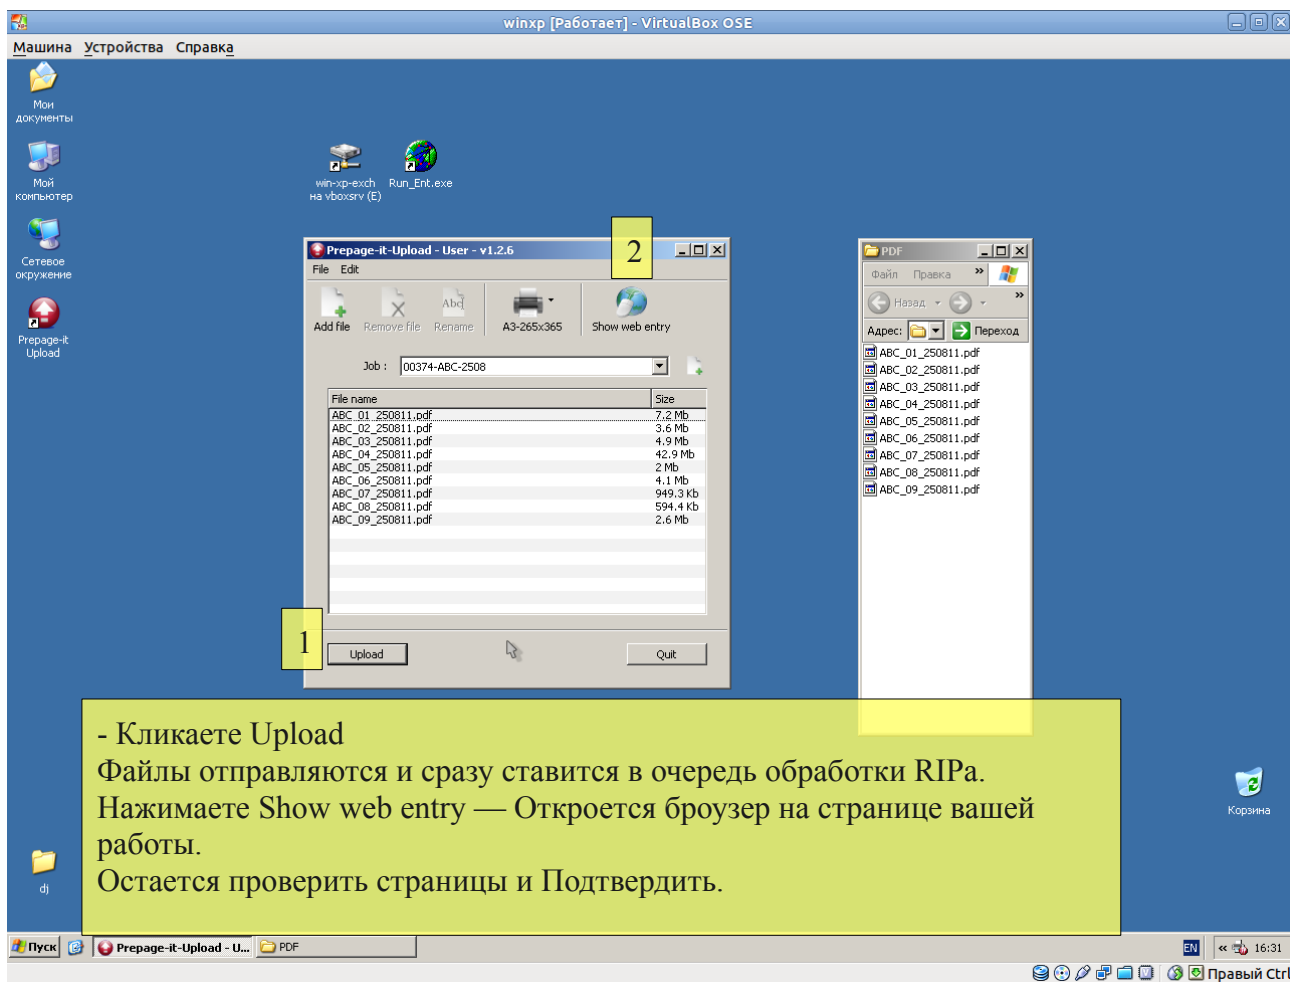 winxp [Работает] - VirtualBox OSE
Машина Устройства Справка
Мои документы
Мой компьютер
Сетевое окружение
Prepage-it Upload
win-xp-exch на vboxsrv (E)
Run_Ent.exe
Prepage-it-Upload - User - v1.2.6
2
File Edit
Add file Remove file Rename A3-265x365 Show web entry
Abc
Job : 00374-ABC-2508
File name Size
ABC_01_250811.pdf 7.2 Mb
ABC_02_250811.pdf 3.6 Mb
ABC_03_250811.pdf 4.9 Mb
ABC_04_250811.pdf 42.9 Mb
ABC_05_250811.pdf 2 Mb
ABC_06_250811.pdf 4.1 Mb
ABC_07_250811.pdf 949.3 Kb
ABC_08_250811.pdf 594.4 Kb
ABC_09_250811.pdf 2.6 Mb
1
Upload Quit
PDF
Файл Правка »
Назад »
Адрес: Переход
ABC_01_250811.pdf
ABC_02_250811.pdf
ABC_03_250811.pdf
ABC_04_250811.pdf
ABC_05_250811.pdf
ABC_06_250811.pdf
ABC_07_250811.pdf
ABC_08_250811.pdf
ABC_09_250811.pdf
- Кликаете Upload
Файлы отправляются и сразу ставится в очередь обработки RIPа.
Нажимаете Show web entry — Откроется броузер на странице вашей
работы.
Остается проверить страницы и Подтвердить.
Корзина
dj
Пуск Prepage-it-Upload - U... PDF EN « 16:31
Правый Ctrl